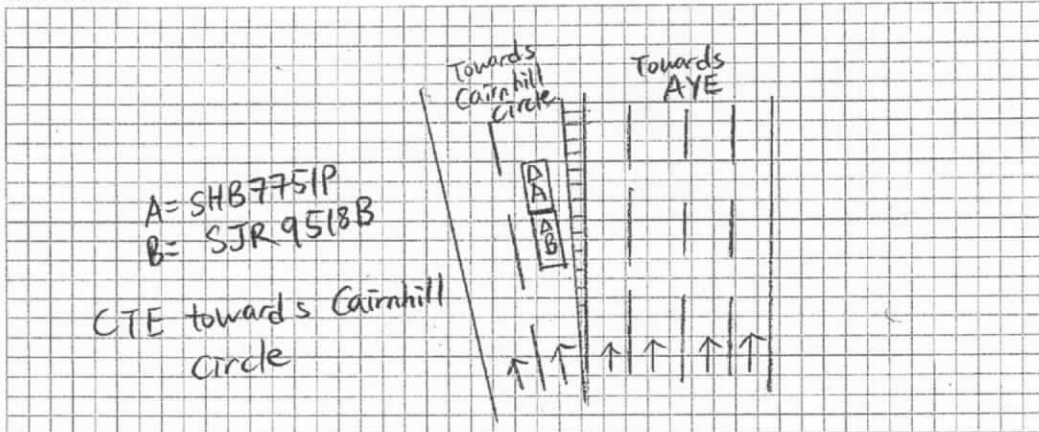 Towards
Cairnhill
Circle
Towards
AYE
A= SHB7751P
B= SJR9518B
A
B
CTE towards Cairnhill
Circle